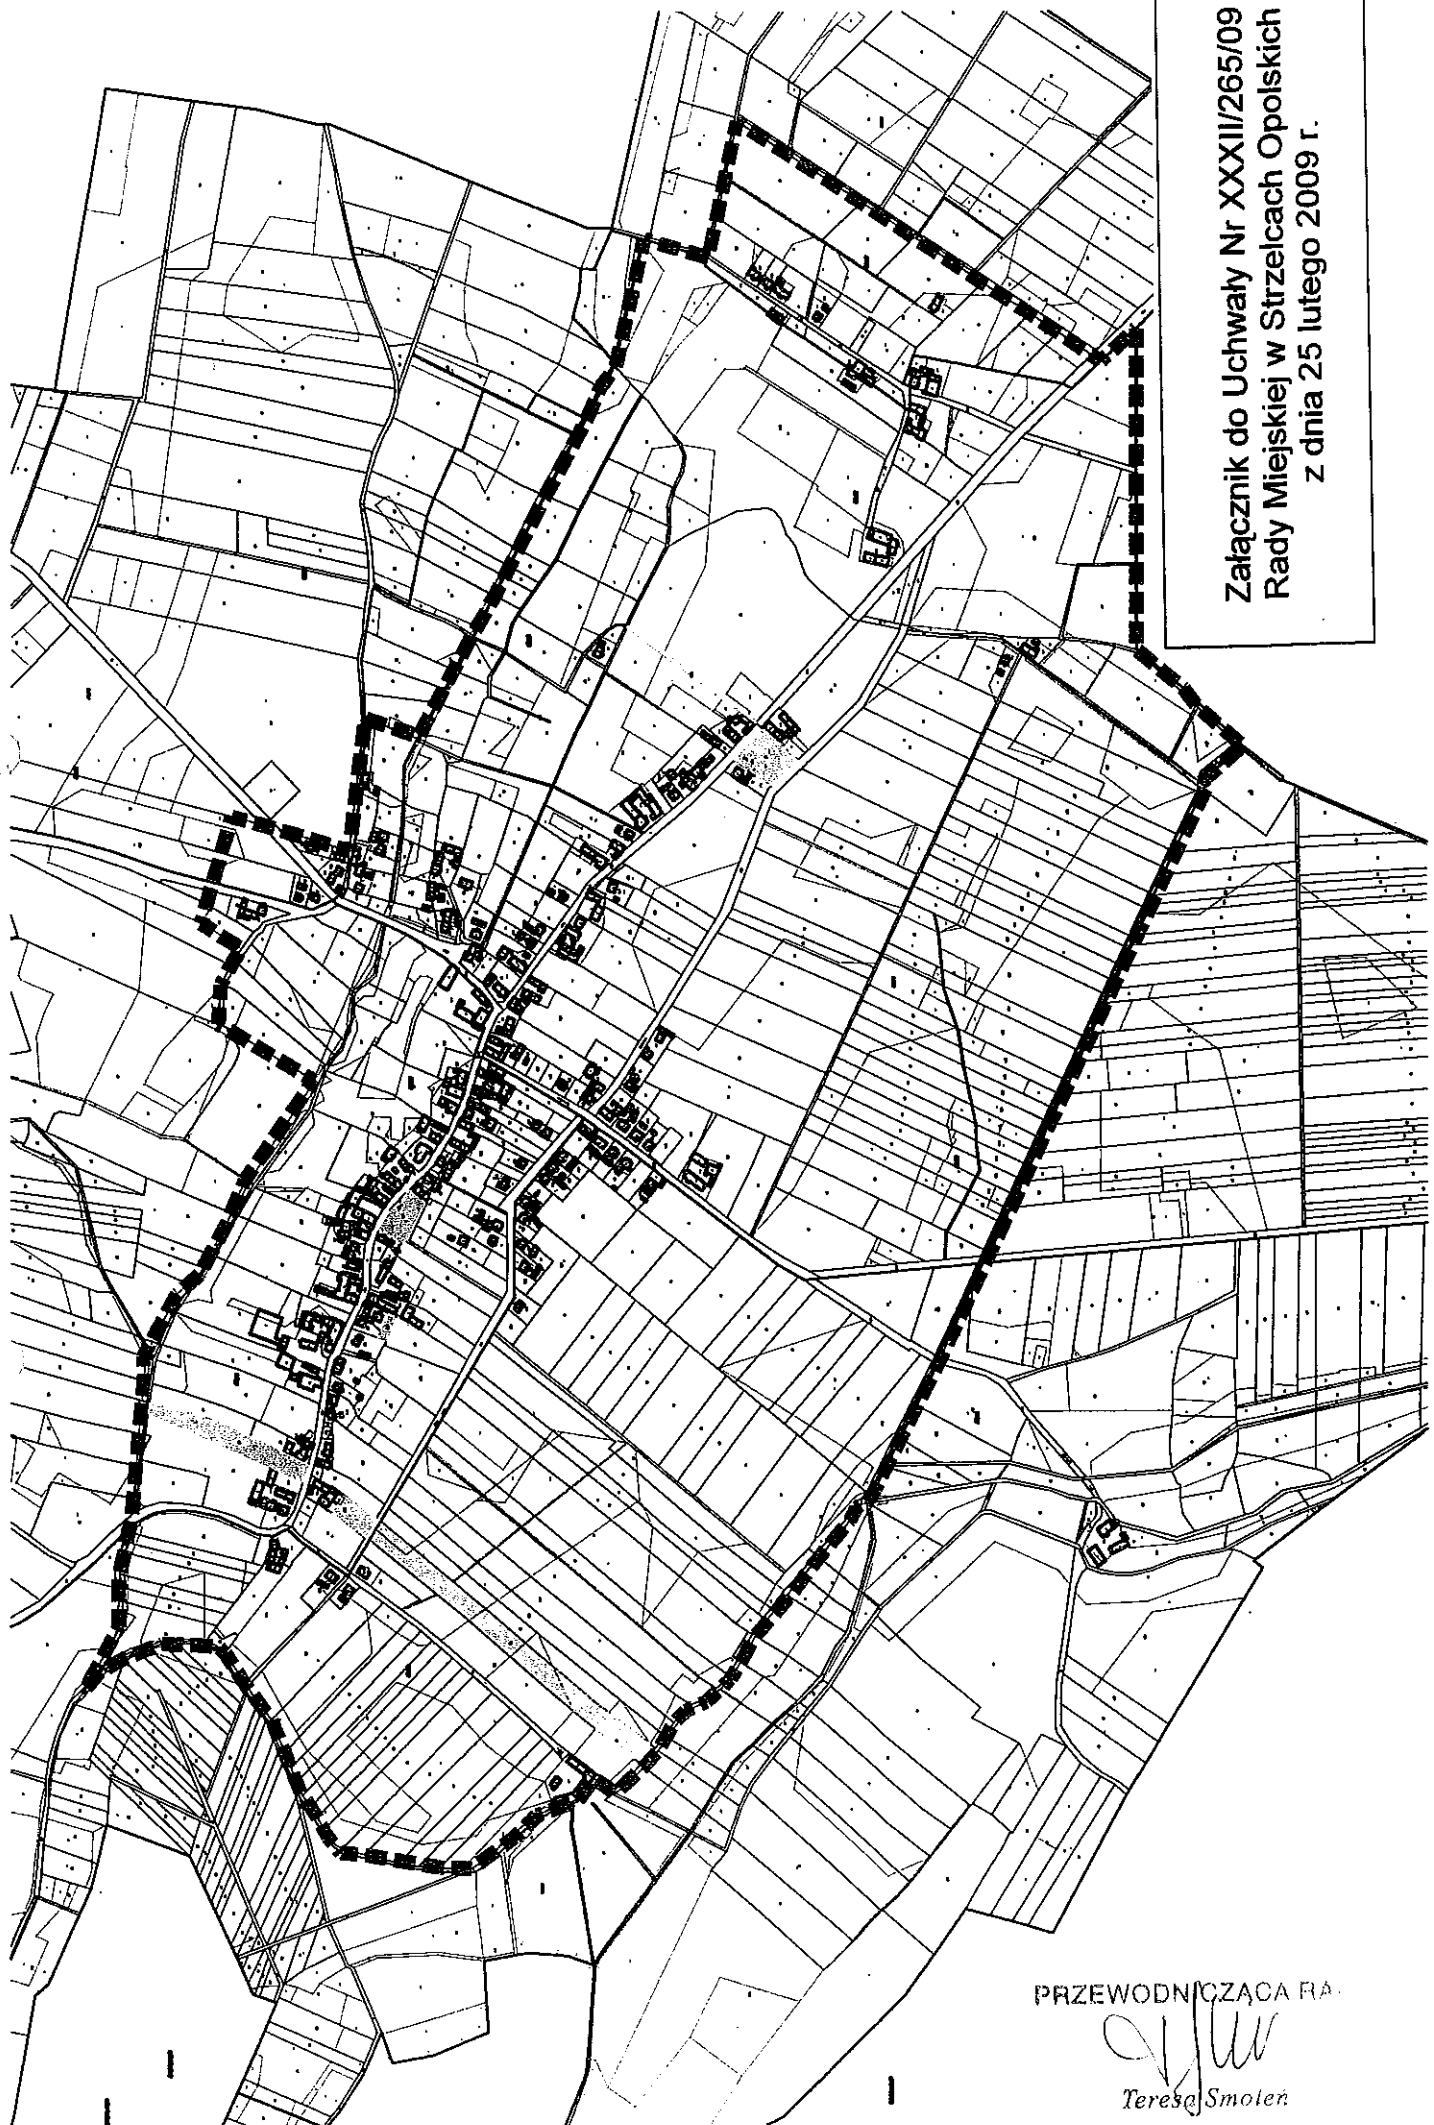 Załącznik do Uchwały Nr XXXII/265/09
Rady Miejskiej w Strzelcach Opolskich
z dnia 25 lutego 2009 r.
PRZEWODNICZĄCA RA
Teresa Smoleń